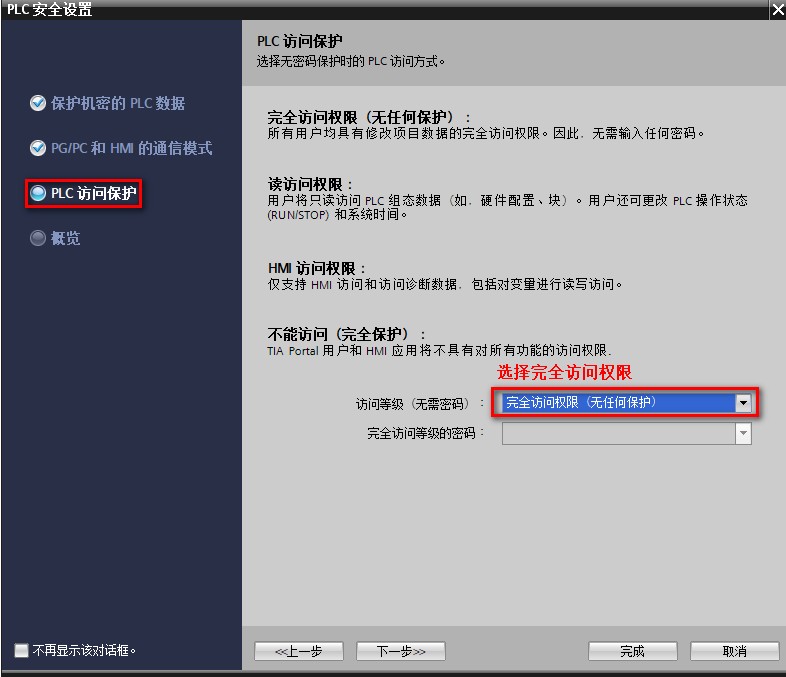 PLC 安全设置
保护机密的 PLC 数据
PG/PC 和 HMI 的通信模式
PLC 访问保护
概览
不再显示该对话框。
PLC 访问保护
选择无密码保护时的 PLC 访问方式。
完全访问权限（无任何保护）：
所有用户均具有修改项目数据的完全访问权限。因此，无需输入任何密码。
读访问权限：
用户将只读访问 PLC 组态数据（如，硬件配置、块）。用户还可更改 PLC 操作状态
(RUN/STOP) 和系统时间。
HMI 访问权限：
仅支持 HMI 访问和访问诊断数据，包括对变量进行读写访问。
不能访问（完全保护）：
TIA Portal 用户和 HMI 应用将不具有对所有功能的访问权限.
选择完全访问权限
访问等级（无需密码）： 完全访问权限（无任何保护）
完全访问等级的密码：
<<上一步 下一步>> 完成 取消